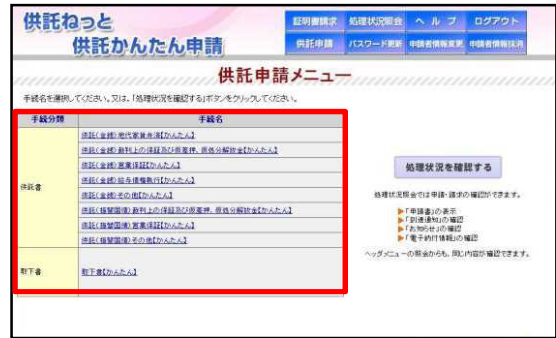 供託ねっと
供託かんたん申請
証明書請求 処理状況照会 ヘルプ ログアウト
供託申請 パスワード更新 申請者情報変更 申請者情報抹消
供託申請メニュー
手続名を選択してください。又は、「処理状況を確認する」ボタンをクリックしてください。
手続分類 手続名
供託書
供託(金銭)地代家賃弁済【かんたん】
供託(金銭)裁判上の保証及び仮差押、仮処分解放金【かんたん】
供託(金銭)営業保証【かんたん】
供託(金銭)給与債権執行【かんたん】
供託(金銭)その他【かんたん】
供託(振替国債)裁判上の保証及び仮差押、仮処分解放金【かんたん】
供託(振替国債)営業保証【かんたん】
供託(振替国債)その他【かんたん】
取下書
取下書【かんたん】
処理状況を確認する
処理状況照会では申請・請求の確認ができます。
「申請書」の表示
「到達通知」の確認
「お知らせ」の確認
「電子納付情報」の確認
ヘッダメニューの照会からも、同じ内容が確認できます。